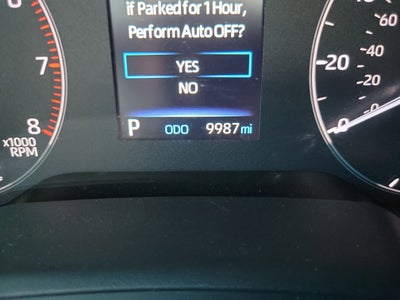 if Parked for 1 Hour,
Perform Auto OFF?
YES
NO
P ODO 9987 mi
7
8
x1000
RPM
60
40
20
20
0
0